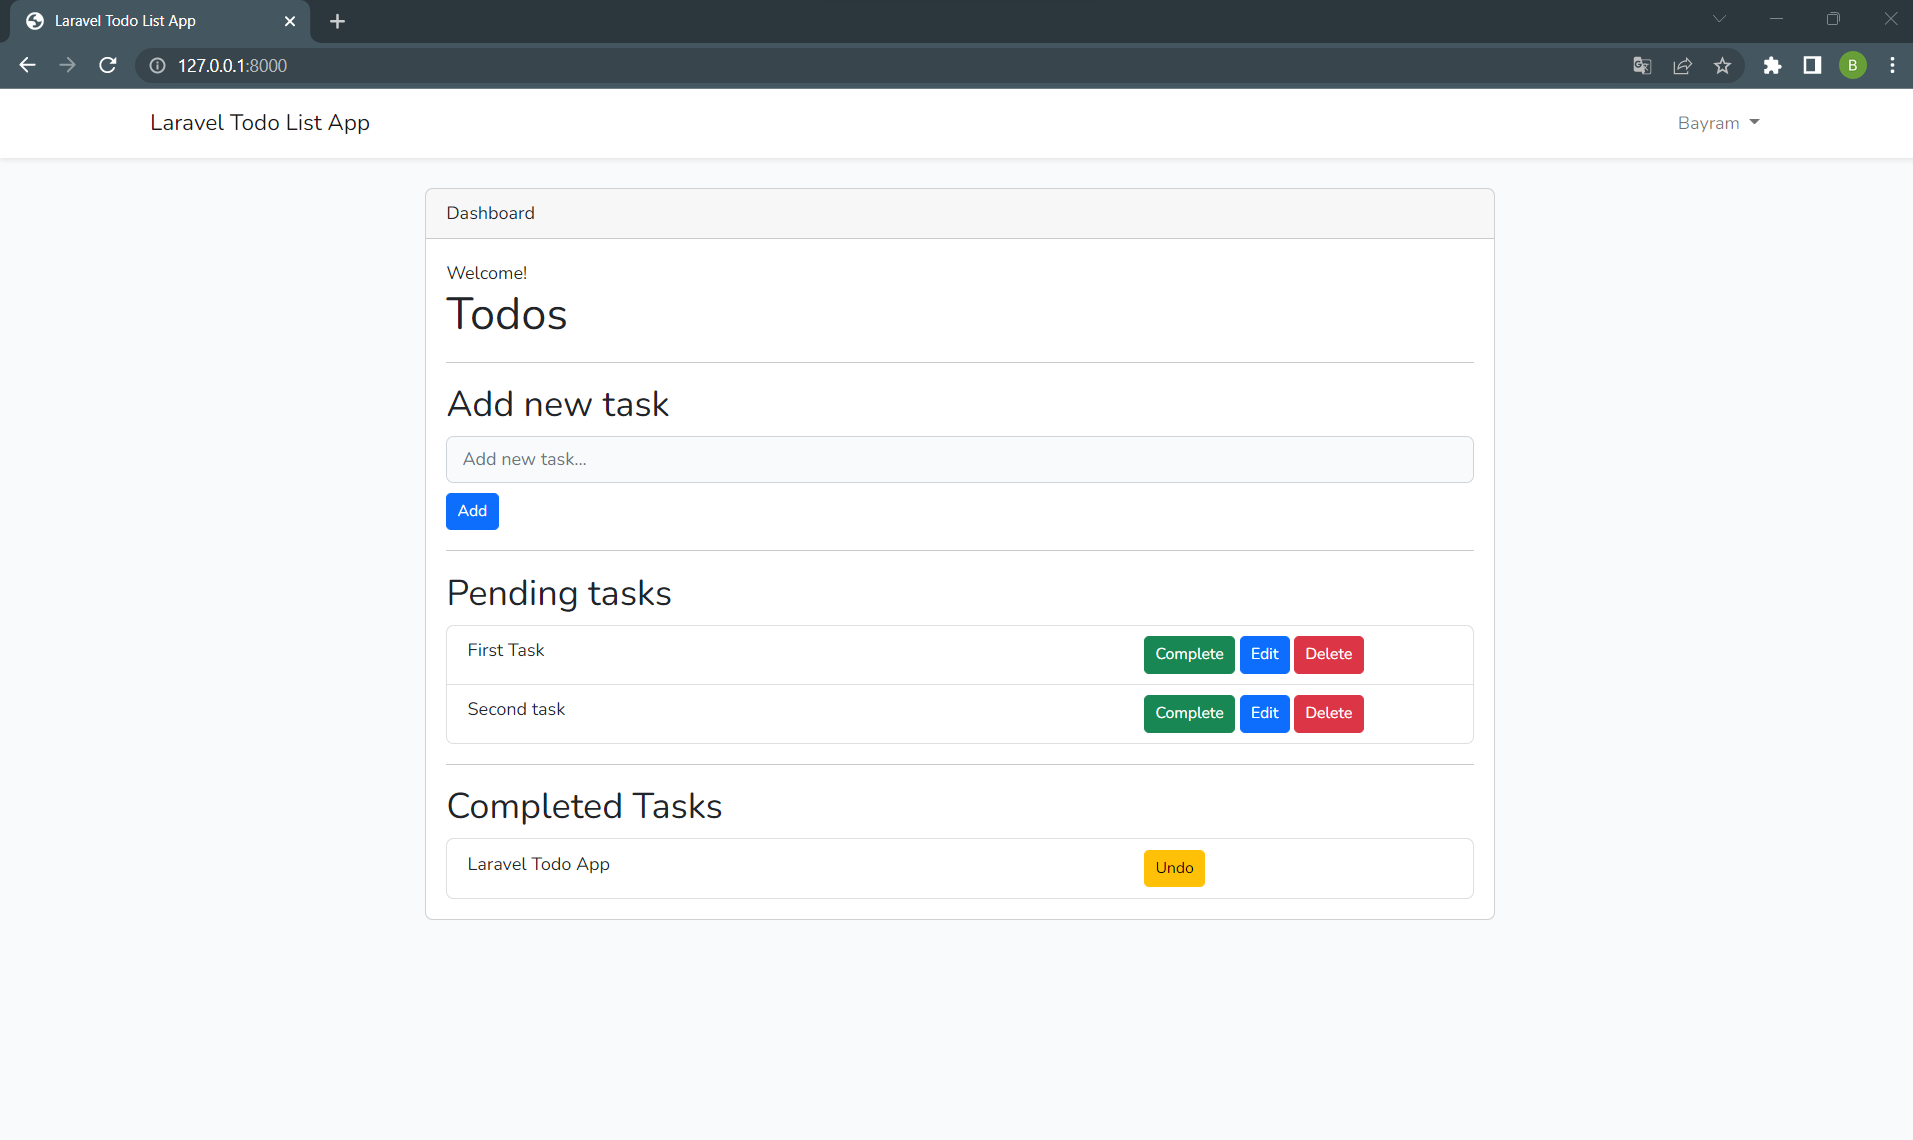 Laravel Todo List App
127.0.0.1:8000
B
Laravel Todo List App
Bayram
Dashboard
Welcome!
Todos
Add new task
Add new task...
Add
Pending tasks
First Task Complete Edit Delete
Second task Complete Edit Delete
Completed Tasks
Laravel Todo App Undo